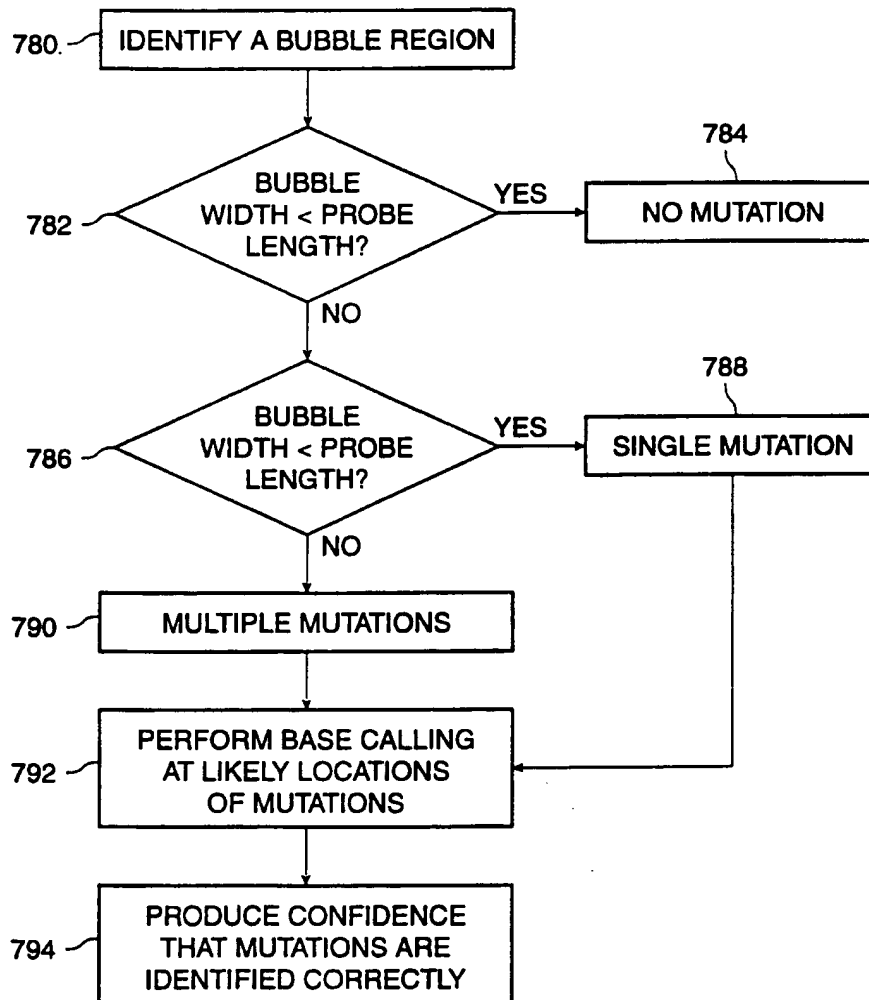 780.
IDENTIFY A BUBBLE REGION
782
BUBBLE
WIDTH < PROBE
LENGTH?
YES
784
NO MUTATION
NO
786
BUBBLE
WIDTH < PROBE
LENGTH?
YES
788
SINGLE MUTATION
NO
790
MULTIPLE MUTATIONS
792
PERFORM BASE CALLING
AT LIKELY LOCATIONS
OF MUTATIONS
794
PRODUCE CONFIDENCE
THAT MUTATIONS ARE
IDENTIFIED CORRECTLY